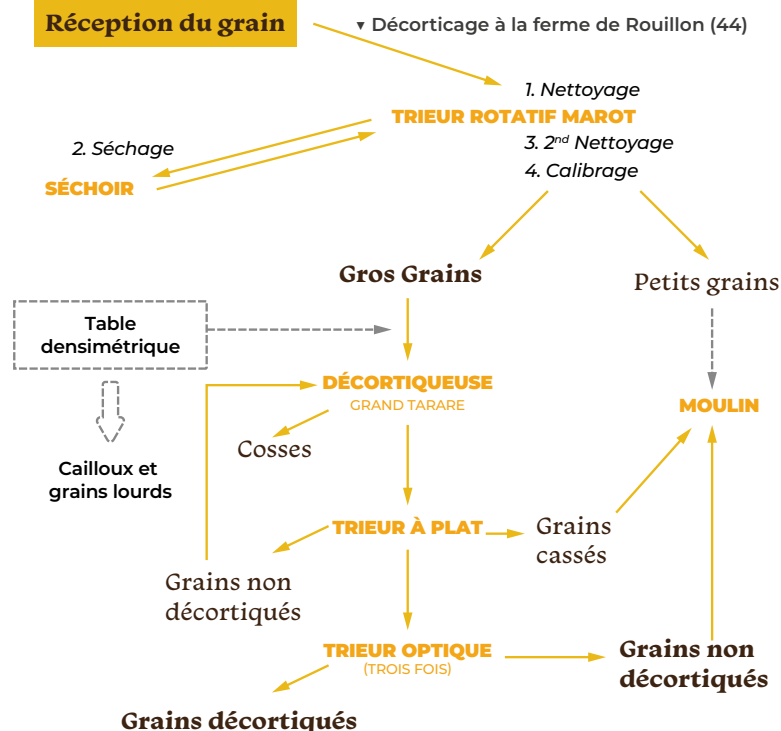 Réception du grain
▾ Décorticage à la ferme de Rouillon (44)
1. Nettoyage
TRIEUR ROTATIF MAROT
2. Séchage
3. 2nd Nettoyage
4. Calibrage
SÉCHOIR
Gros Grains
Petits grains
Table
densimétrique
DÉCORTIQUEUSE
GRAND TARARE
MOULIN
Cosses
Cailloux et
grains lourds
TRIEUR À PLAT
Grains
cassés
Grains non
décortiqués
TRIEUR OPTIQUE
(TROIS FOIS)
Grains non
décortiqués
Grains décortiqués